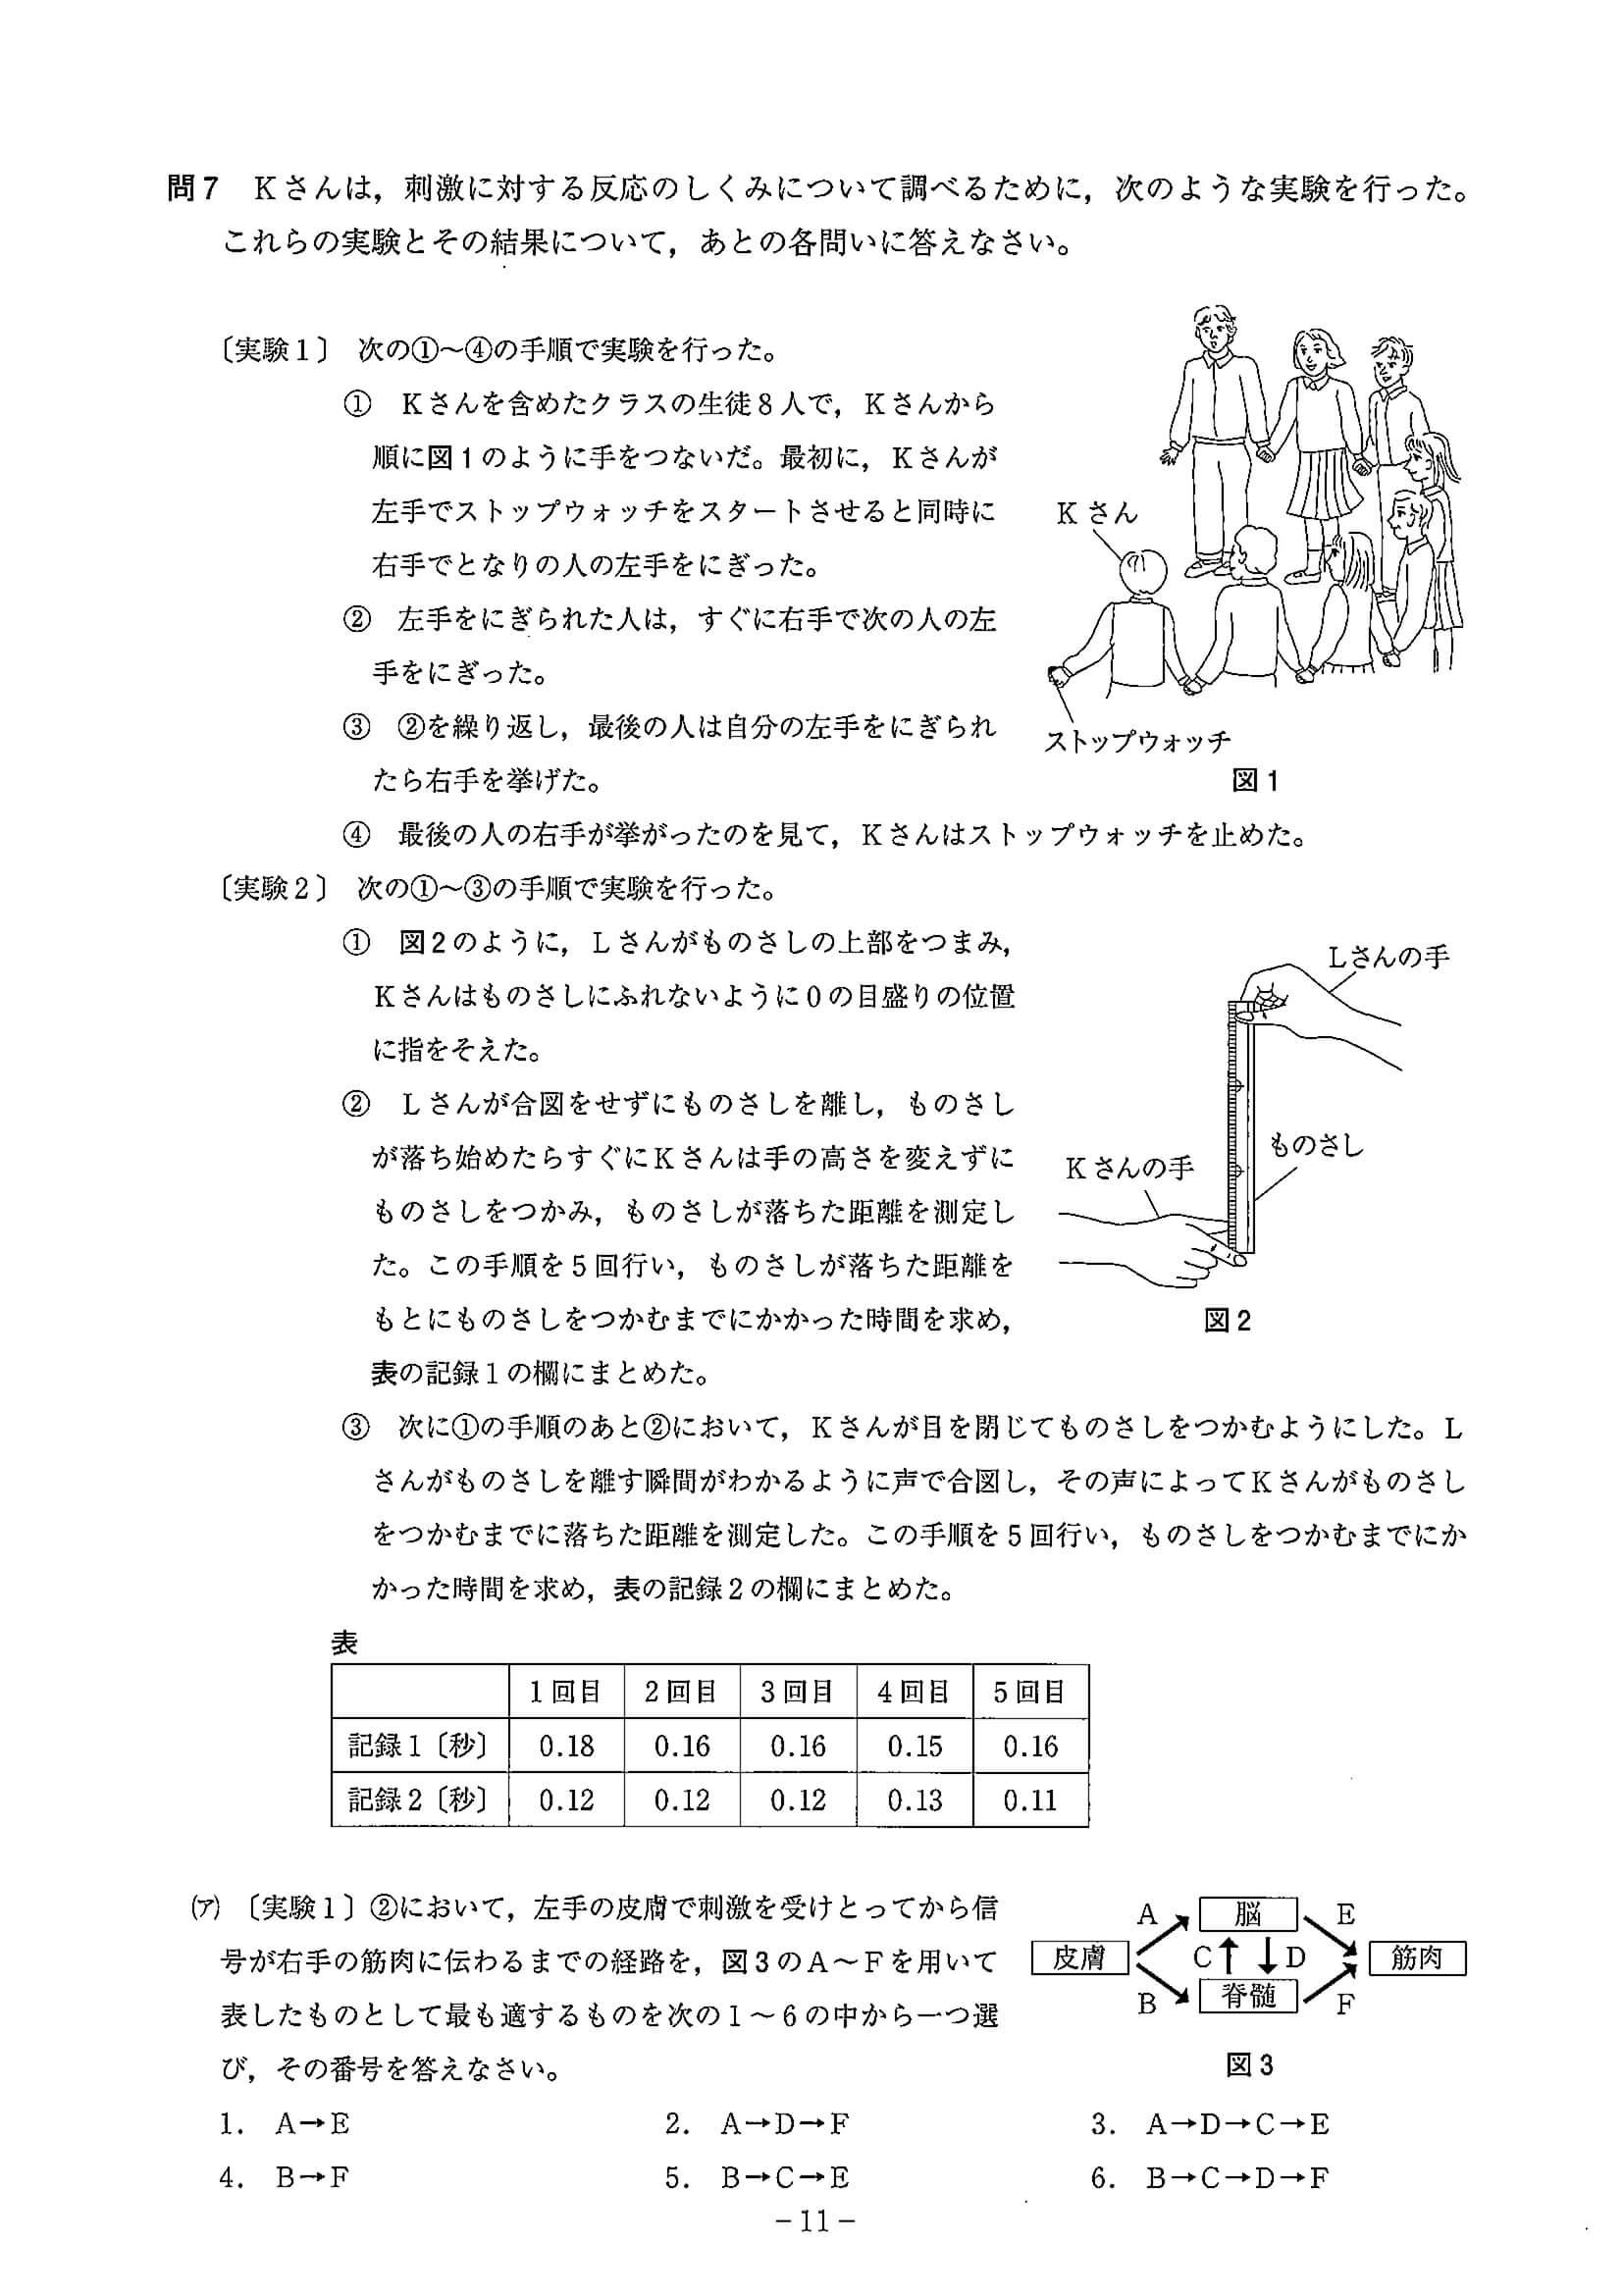 問7　Kさんは，刺激に対する反応のしくみについて調べるために，次のような実験を行った。
これらの実験とその結果について，あとの各問いに答えなさい。
〔実験1〕　次の①～④の手順で実験を行った。
①　Kさんを含めたクラスの生徒8人で，Kさんから
順に図1のように手をつないだ。最初に，Kさんが
左手でストップウォッチをスタートさせると同時に
右手でとなりの人の左手をにぎった。
②　左手をにぎられた人は，すぐに右手で次の人の左
手をにぎった。
③　②を繰り返し，最後の人は自分の左手をにぎられ
たら右手を挙げた。
Kさん
ストップウォッチ
図1
④　最後の人の右手が挙がったのを見て，Kさんはストップウォッチを止めた。
〔実験2〕　次の①～③の手順で実験を行った。
①　図2のように，Lさんがものさしの上部をつまみ，
Kさんはものさしにふれないように0の目盛りの位置
に指をそえた。
②　Lさんが合図をせずにものさしを離し，ものさし
が落ち始めたらすぐにKさんは手の高さを変えずに
ものさしをつかみ，ものさしが落ちた距離を測定し
た。この手順を5回行い，ものさしが落ちた距離を
もとにものさしをつかむまでにかかった時間を求め，
表の記録1の欄にまとめた。
Lさんの手
ものさし
Kさんの手
図2
③　次に①の手順のあと②において，Kさんが目を閉じてものさしをつかむようにした。L
さんがものさしを離す瞬間がわかるように声で合図し，その声によってKさんがものさし
をつかむまでに落ちた距離を測定した。この手順を5回行い，ものさしをつかむまでにか
かった時間を求め，表の記録2の欄にまとめた。
表
1回目　2回目　3回目　4回目　5回目
記録1〔秒〕　0.18　0.16　0.16　0.15　0.16
記録2〔秒〕　0.12　0.12　0.12　0.13　0.11
(ア)　〔実験1〕②において，左手の皮膚で刺激を受けとってから信
号が右手の筋肉に伝わるまでの経路を，図3のA～Fを用いて
表したものとして最も適するものを次の1～6の中から一つ選
び，その番号を答えなさい。
A　脳　E
皮膚　C　D　筋肉
B　脊髄　F
図3
1.　A→E　2.　A→D→F　3.　A→D→C→E
4.　B→F　5.　B→C→E　6.　B→C→D→F
－11－